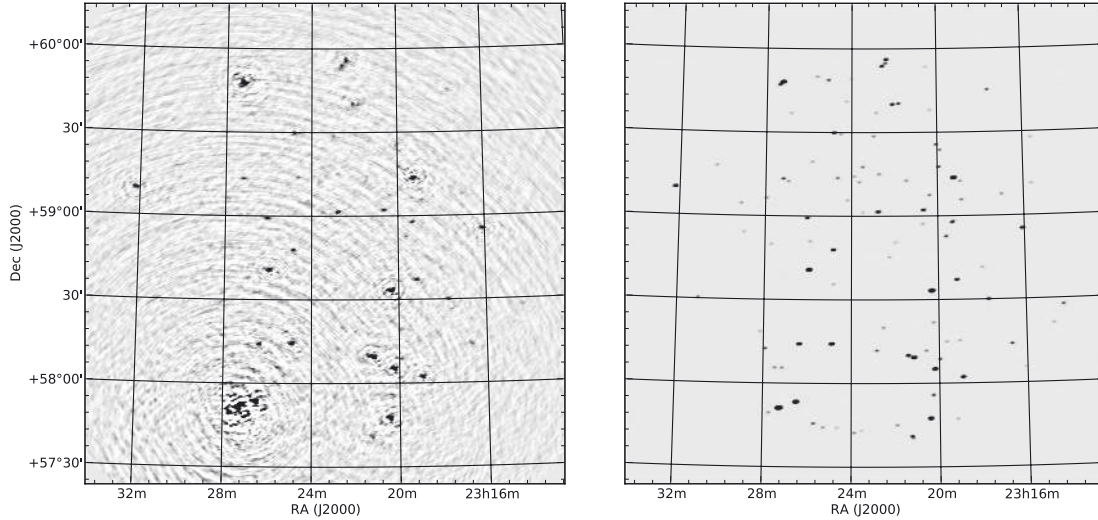 +60°00'
30'
+59°00'
30'
+58°00'
+57°30'
Dec (J2000)
32m 28m 24m 20m 23h16m
RA (J2000)
32m 28m 24m 20m 23h16m
RA (J2000)